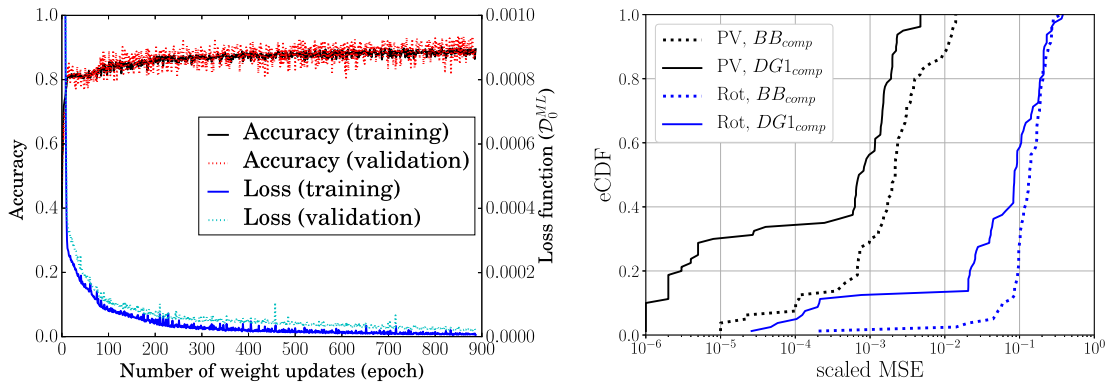 1.0
0.8
0.6
0.4
0.2
0.0
Accuracy
0 100 200 300 400 500 600 700 800 900
Number of weight updates (epoch)
0.0010
0.0008
0.0006
0.0004
0.0002
0.0000
Loss function (𝒟₀ᴹᴸ)
Accuracy (training)
Accuracy (validation)
Loss (training)
Loss (validation)
1.0
0.8
0.6
0.4
0.2
0.0
eCDF
10⁻⁶ 10⁻⁵ 10⁻⁴ 10⁻³ 10⁻² 10⁻¹ 10⁰
scaled MSE
PV, BB_comp
PV, DG1_comp
Rot, BB_comp
Rot, DG1_comp